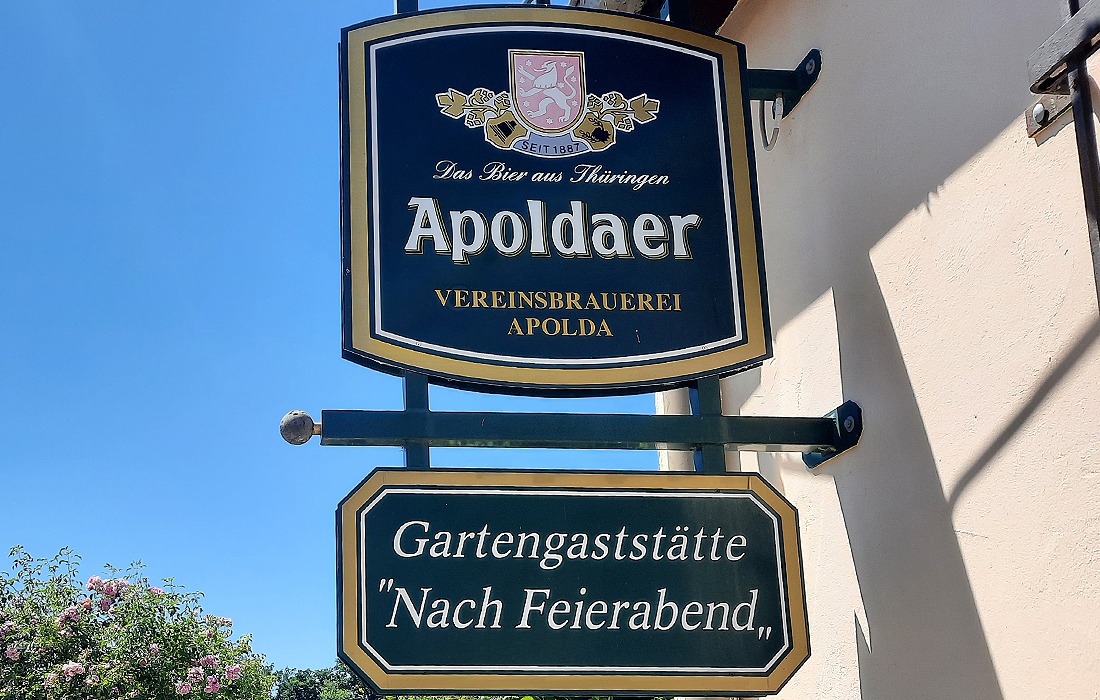 SEIT 1887
Das Bier aus Thüringen
Apoldaer
VEREINSBRAUEREI
APOLDA
Gartengaststätte
"Nach Feierabend„